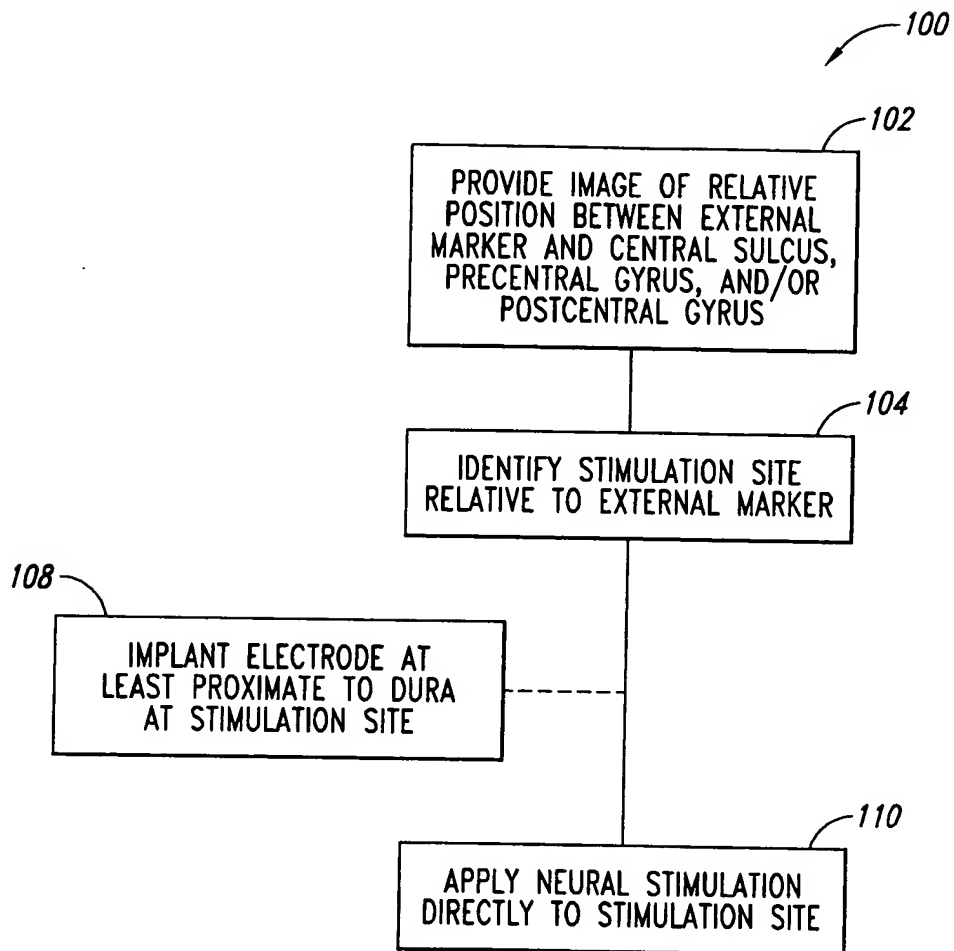 100
102
PROVIDE IMAGE OF RELATIVE
POSITION BETWEEN EXTERNAL
MARKER AND CENTRAL SULCUS,
PRECENTRAL GYRUS, AND/OR
POSTCENTRAL GYRUS
104
IDENTIFY STIMULATION SITE
RELATIVE TO EXTERNAL MARKER
108
IMPLANT ELECTRODE AT
LEAST PROXIMATE TO DURA
AT STIMULATION SITE
110
APPLY NEURAL STIMULATION
DIRECTLY TO STIMULATION SITE